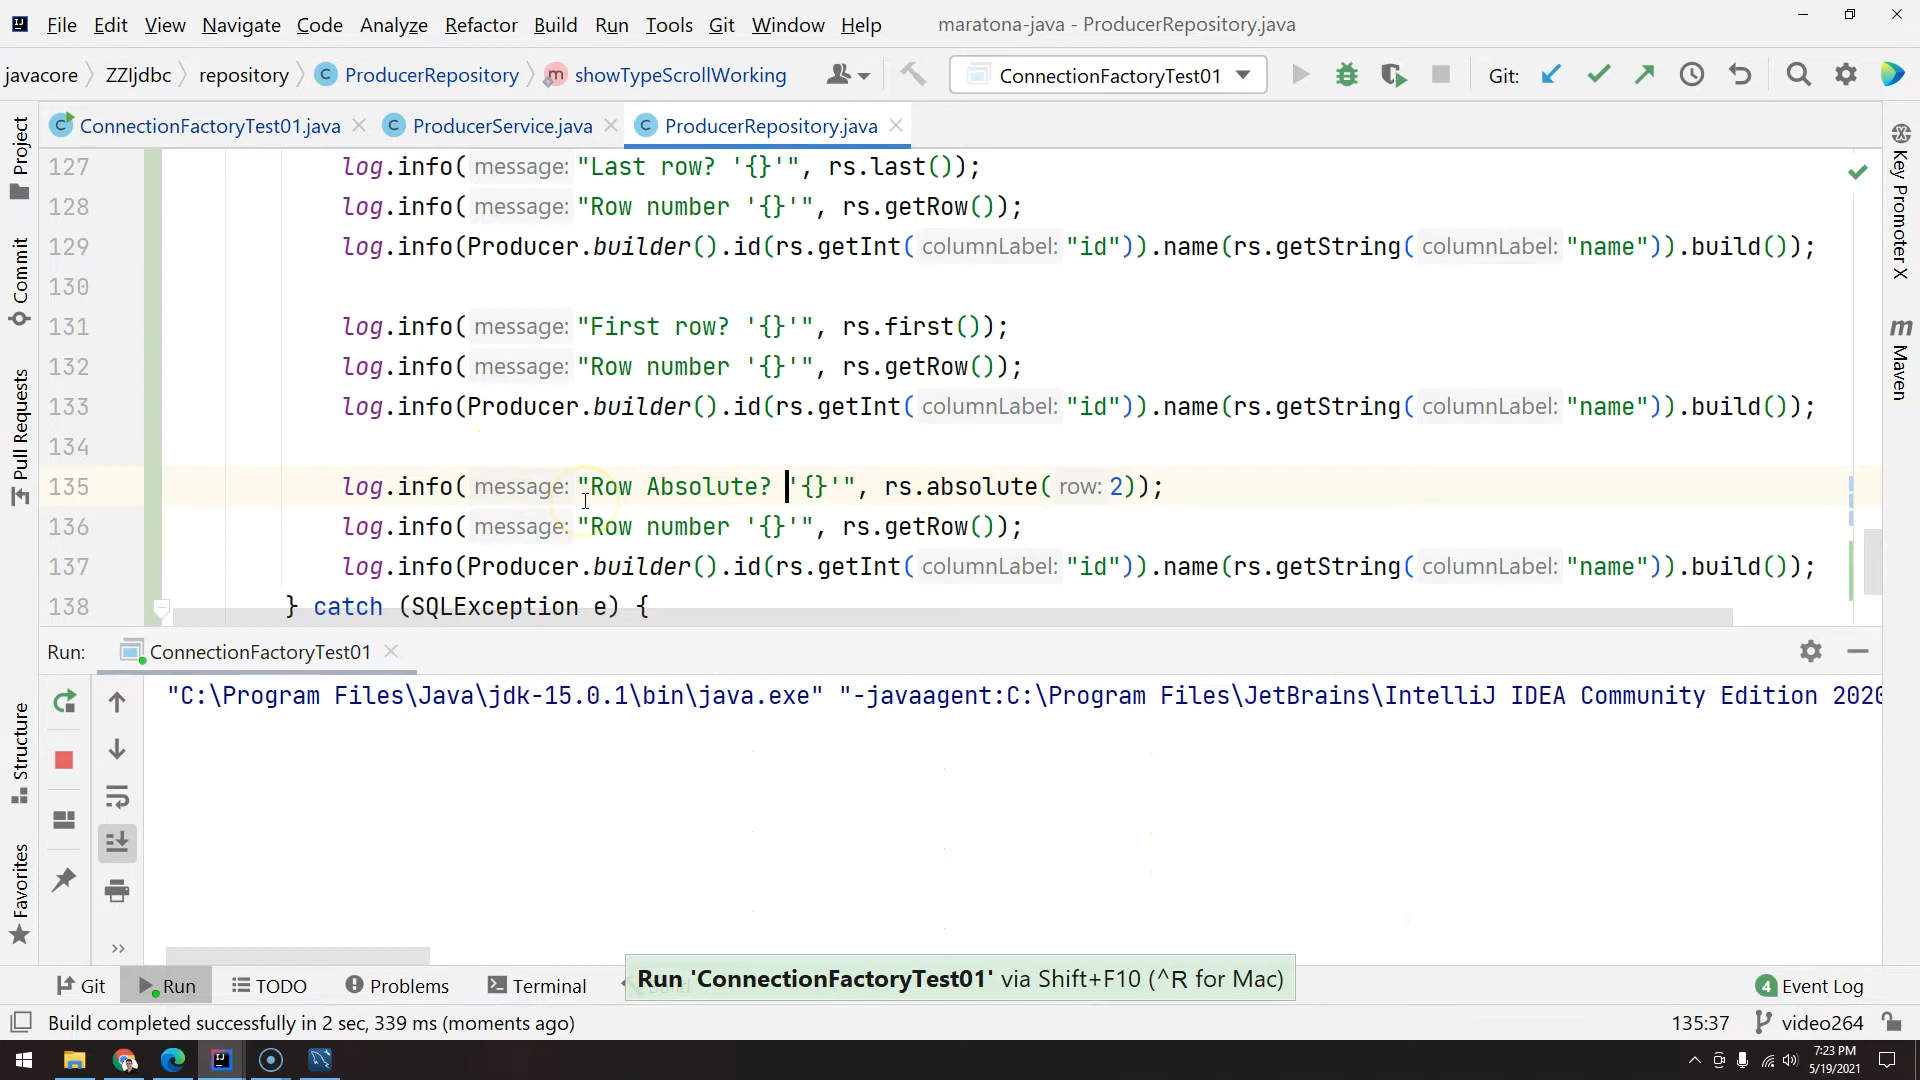 File Edit View Navigate Code Analyze Refactor Build Run Tools Git Window Help maratona-java - ProducerRepository.java
javacore ZZIjdbc repository ProducerRepository showTypeScrollWorking ConnectionFactoryTest01 Git:
ConnectionFactoryTest01.java ProducerService.java ProducerRepository.java
127 log.info( message: "Last row? '{}'", rs.last());
128 log.info( message: "Row number '{}'", rs.getRow());
129 log.info(Producer.builder().id(rs.getInt( columnLabel: "id")).name(rs.getString( columnLabel: "name")).build());
130
131 log.info( message: "First row? '{}'", rs.first());
132 log.info( message: "Row number '{}'", rs.getRow());
133 log.info(Producer.builder().id(rs.getInt( columnLabel: "id")).name(rs.getString( columnLabel: "name")).build());
134
135 log.info( message: "Row Absolute? '{}'", rs.absolute( row: 2));
136 log.info( message: "Row number '{}'", rs.getRow());
137 log.info(Producer.builder().id(rs.getInt( columnLabel: "id")).name(rs.getString( columnLabel: "name")).build());
138 } catch (SQLException e) {
Project
Commit
Pull Requests
Structure
Favorites
Key Promoter X
Maven
Run: ConnectionFactoryTest01
"C:\Program Files\Java\jdk-15.0.1\bin\java.exe" "-javaagent:C:\Program Files\JetBrains\IntelliJ IDEA Community Edition 2020
Run 'ConnectionFactoryTest01' via Shift+F10 (^R for Mac)
Git Run TODO Problems Terminal 4 Event Log
Build completed successfully in 2 sec, 339 ms (moments ago) 135:37 video264
7:23 PM
5/19/2021